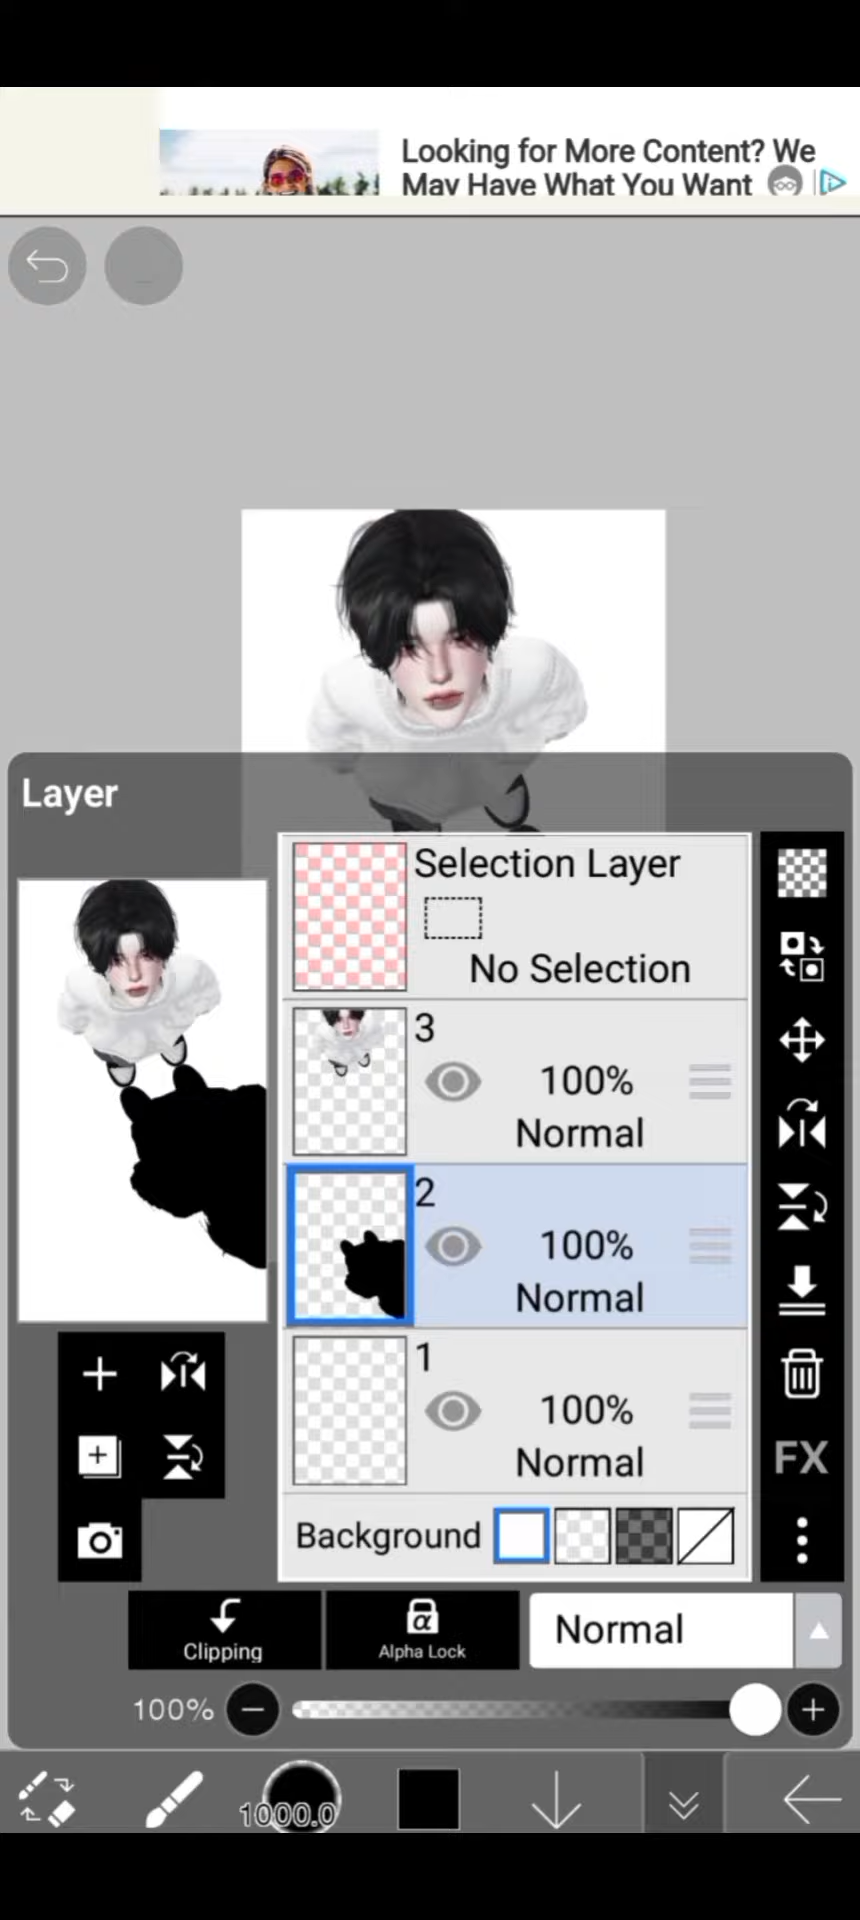 Looking for More Content? We
May Have What You Want
Layer
Selection Layer
No Selection
3
100%
Normal
2
100%
Normal
1
100%
Normal
FX
Background
Clipping
α
Alpha Lock
Normal
100%
1000.0